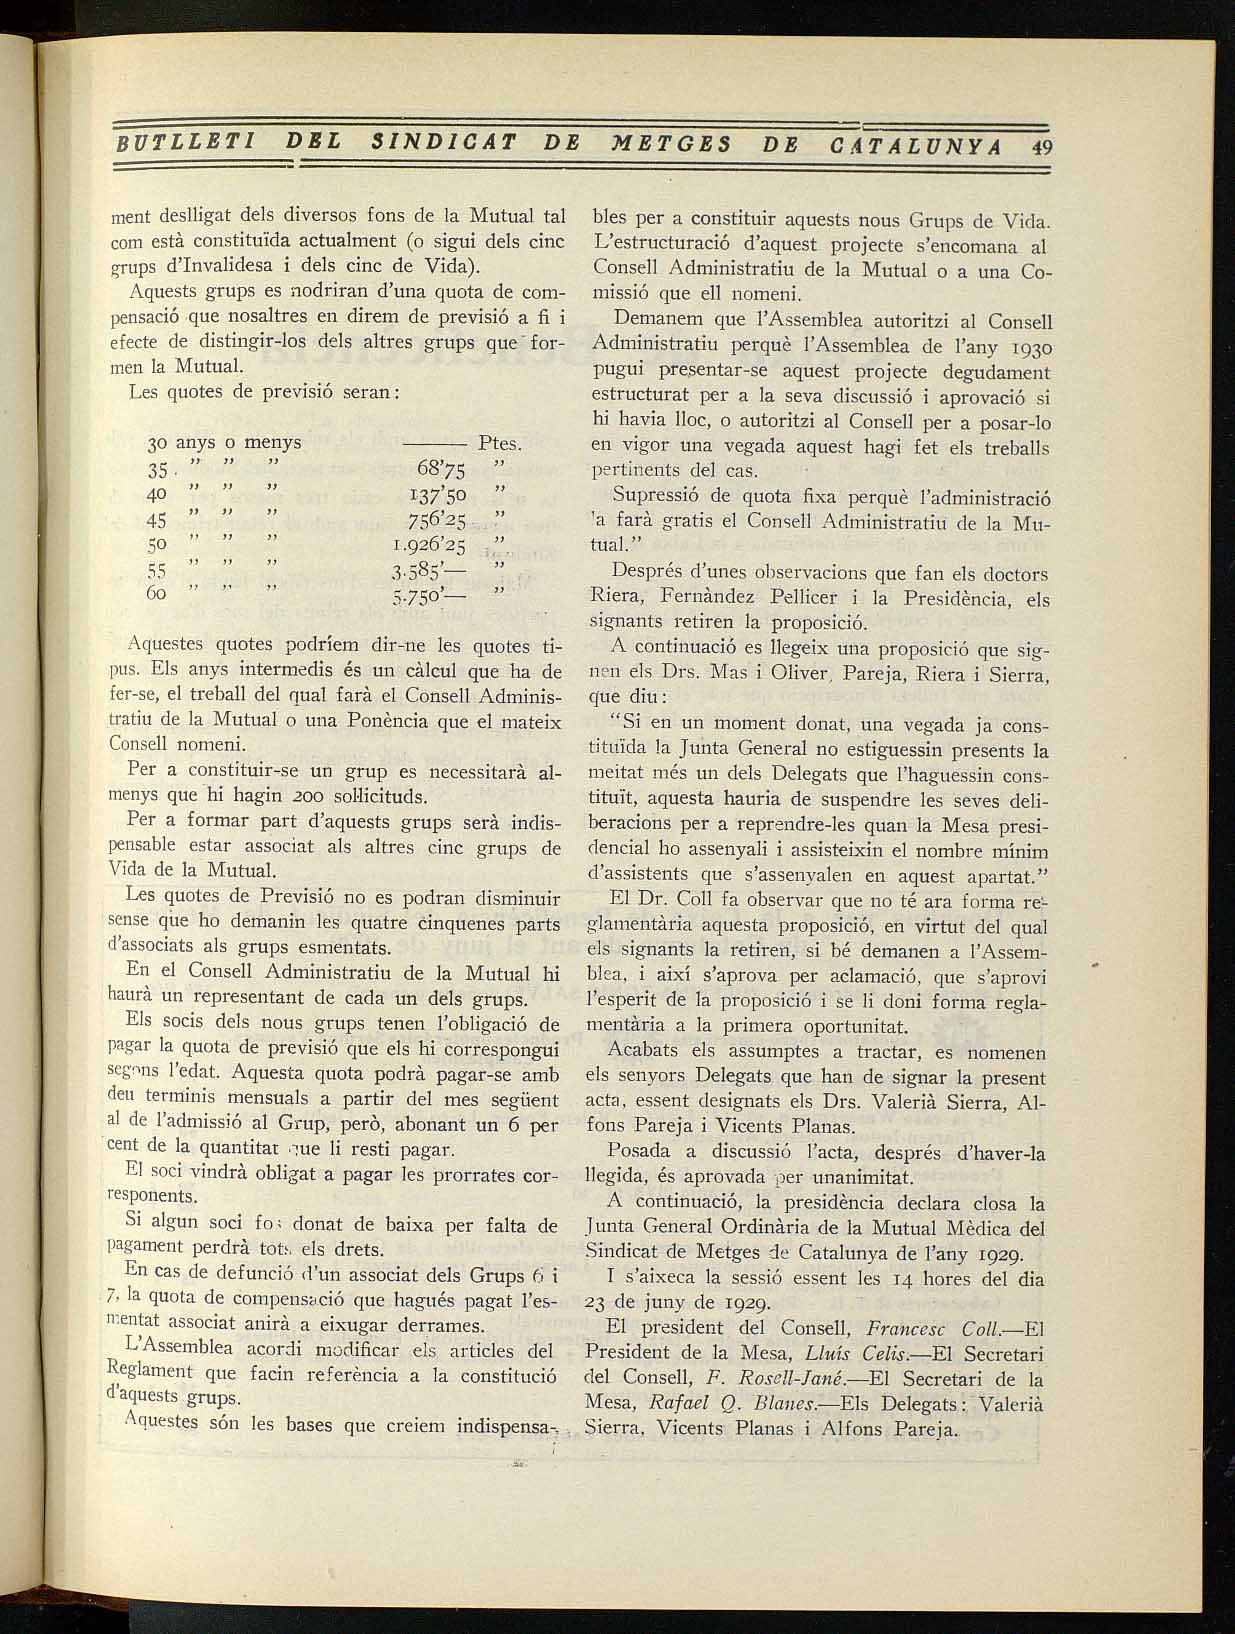 BUTLLETI DEL SINDICAT DE METGES DE CATALUNYA 49
ment deslligat dels diversos fons de la Mutual tal
com està constituïda actualment (o sigui dels cinc
grups d'Invalidesa i dels cinc de Vida).
Aquests grups es nodriran d'una quota de com-
pensació que nosaltres en direm de previsió a fi i
efecte de distingir-los dels altres grups que for-
men la Mutual.
Les quotes de previsió seran:
30 anys o menys ——— Ptes.
35 . " " " 68'75 "
40 " " " 137'50 "
45 " " " 756'25 "
50 " " " 1.926'25 "
55 " " " 3.585'— "
60 " " " 5.750'— "
Aquestes quotes podríem dir-ne les quotes ti-
pus. Els anys intermedis és un càlcul que ha de
fer-se, el treball del qual farà el Consell Adminis-
tratiu de la Mutual o una Ponència que el mateix
Consell nomeni.
Per a constituir-se un grup es necessitarà al-
menys que hi hagin 200 sol·licituds.
Per a formar part d'aquests grups serà indis-
pensable estar associat als altres cinc grups de
Vida de la Mutual.
Les quotes de Previsió no es podran disminuir
sense que ho demanin les quatre cinquenes parts
d'associats als grups esmentats.
En el Consell Administratiu de la Mutual hi
haurà un representant de cada un dels grups.
Els socis dels nous grups tenen l'obligació de
pagar la quota de previsió que els hi correspongui
segons l'edat. Aquesta quota podrà pagar-se amb
deu terminis mensuals a partir del mes següent
al de l'admissió al Grup, però, abonant un 6 per
cent de la quantitat que li resti pagar.
El soci vindrà obligat a pagar les prorrates cor-
responents.
Si algun soci fos donat de baixa per falta de
pagament perdrà tots els drets.
En cas de defunció d'un associat dels Grups 6 i
7, la quota de compensació que hagués pagat l'es-
mentat associat anirà a eixugar derrames.
L'Assemblea acordi modificar els articles del
Reglament que facin referència a la constitució
d'aquests grups.
Aquestes són les bases que creiem indispensa-
bles per a constituir aquests nous Grups de Vida.
L'estructuració d'aquest projecte s'encomana al
Consell Administratiu de la Mutual o a una Co-
missió que ell nomeni.
Demanem que l'Assemblea autoritzi al Consell
Administratiu perquè l'Assemblea de l'any 1930
pugui presentar-se aquest projecte degudament
estructurat per a la seva discussió i aprovació si
hi havia lloc, o autoritzi al Consell per a posar-lo
en vigor una vegada aquest hagi fet els treballs
pertinents del cas.
Supressió de quota fixa perquè l'administració
'a farà gratis el Consell Administratiu de la Mu-
tual."
Després d'unes observacions que fan els doctors
Riera, Fernàndez Pellicer i la Presidència, els
signants retiren la proposició.
A continuació es llegeix una proposició que sig-
nen els Drs. Mas i Oliver, Pareja, Riera i Sierra,
que diu:
"Si en un moment donat, una vegada ja cons-
tituïda la Junta General no estiguessin presents la
meitat més un dels Delegats que l'haguessin cons-
tituït, aquesta hauria de suspendre les seves deli-
beracions per a reprendre-les quan la Mesa presi-
dencial ho assenyali i assisteixin el nombre mínim
d'assistents que s'assenyalen en aquest apartat."
El Dr. Coll fa observar que no té ara forma re-
glamentària aquesta proposició, en virtut del qual
els signants la retiren, si bé demanen a l'Assem-
blea, i així s'aprova per aclamació, que s'aprovi
l'esperit de la proposició i se li doni forma regla-
mentària a la primera oportunitat.
Acabats els assumptes a tractar, es nomenen
els senyors Delegats que han de signar la present
acta, essent designats els Drs. Valerià Sierra, Al-
fons Pareja i Vicents Planas.
Posada a discussió l'acta, després d'haver-la
llegida, és aprovada per unanimitat.
A continuació, la presidència declara closa la
Junta General Ordinària de la Mutual Mèdica del
Sindicat de Metges de Catalunya de l'any 1929.
I s'aixeca la sessió essent les 14 hores del dia
23 de juny de 1929.
El president del Consell, Francesc Coll.—El
President de la Mesa, Lluís Celis.—El Secretari
del Consell, F. Rosell-Jané.—El Secretari de la
Mesa, Rafael Q. Blanes.—Els Delegats: Valerià
Sierra, Vicents Planas i Alfons Pareja.